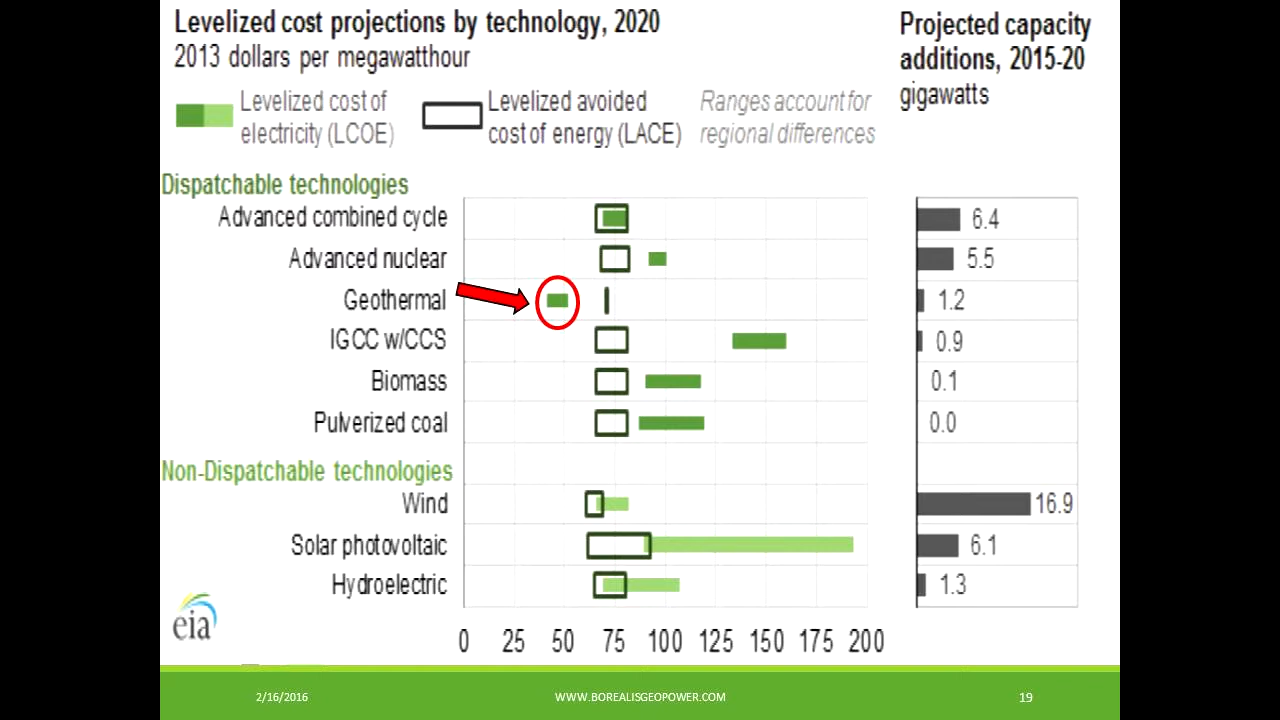 Levelized cost projections by technology, 2020
2013 dollars per megawatthour
Projected capacity
additions, 2015-20
gigawatts
Levelized cost of
electricity (LCOE)
Levelized avoided
cost of energy (LACE)
Ranges account for
regional differences
Dispatchable technologies
Advanced combined cycle 6.4
Advanced nuclear 5.5
Geothermal 1.2
IGCC w/CCS 0.9
Biomass 0.1
Pulverized coal 0.0
Non-Dispatchable technologies
Wind 16.9
Solar photovoltaic 6.1
Hydroelectric 1.3
eia
0 25 50 75 100 125 150 175 200
2/16/2016 WWW.BOREALISGEOPOWER.COM 19